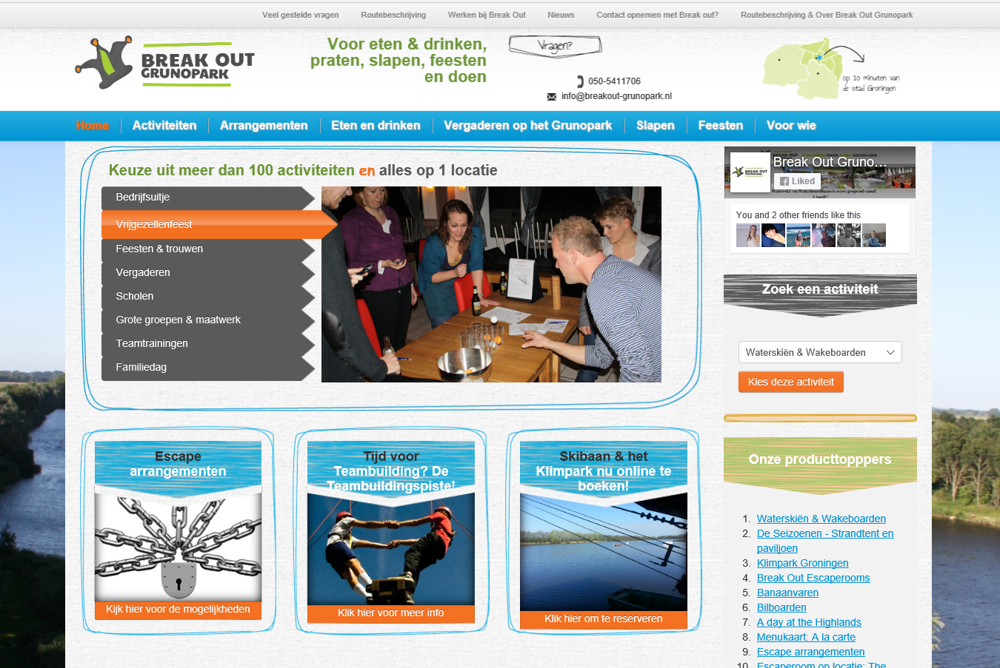 Veel gestelde vragen
Routebeschrijving
Werken bij Break Out
Nieuws
Contact opnemen met Break out?
Routebeschrijving & Over Break Out Grunopark
BREAK OUT
GRUNOPARK
Voor eten & drinken,
praten, slapen, feesten
en doen
Vragen?
050-5411706
info@breakout-grunopark.nl
op 10 minuten van
de stad Groningen
Home
Activiteiten
Arrangementen
Eten en drinken
Vergaderen op het Grunopark
Slapen
Feesten
Voor wie
Keuze uit meer dan 100 activiteiten en alles op 1 locatie
Bedrijfsuitje
Vrijgezellenfeest
Feesten & trouwen
Vergaderen
Scholen
Grote groepen & maatwerk
Teamtrainingen
Familiedag
Break Out Gruno...
BREAK OUT
Liked
You and 2 other friends like this
Zoek een activiteit
Waterskiën & Wakeboarden
Kies deze activiteit
Escape
arrangementen
Kijk hier voor de mogelijkheden
Tijd voor
Teambuilding? De
Teambuildingspiste!
Klik hier voor meer info
Skibaan & het
Klimpark nu online te
boeken!
Klik hier om te reserveren
Onze producttopppers
1. Waterskiën & Wakeboarden
2. De Seizoenen - Strandtent en
paviljoen
3. Klimpark Groningen
4. Break Out Escaperooms
5. Banaanvaren
6. Bilboarden
7. A day at the Highlands
8. Menukaart: A la carte
9. Escape arrangementen
10. Escaperoom op locatie: The